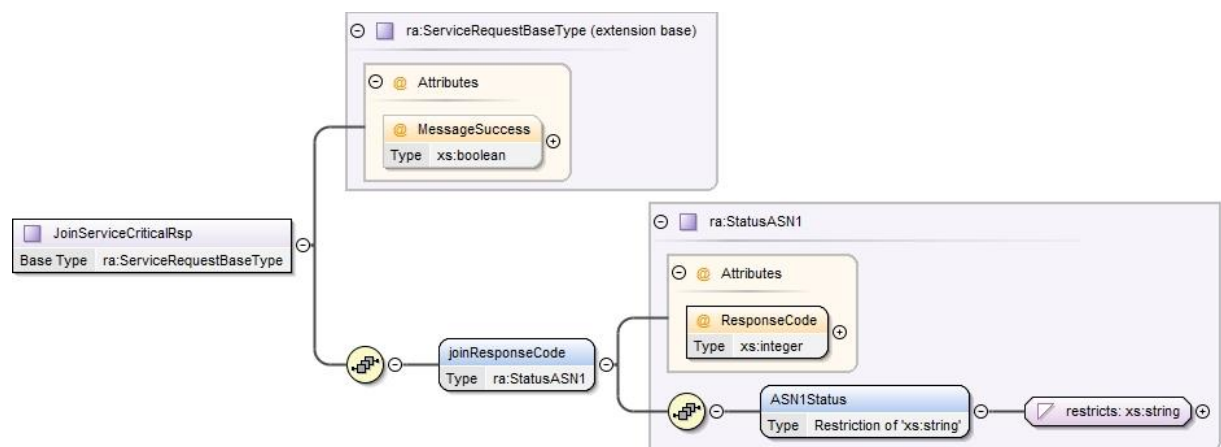 ra:ServiceRequestBaseType (extension base)
@ Attributes
@ MessageSuccess
Type xs:boolean
JoinServiceCriticalRsp
Base Type ra:ServiceRequestBaseType
ra:StatusASN1
@ Attributes
@ ResponseCode
Type xs:integer
joinResponseCode
Type ra:StatusASN1
ASN1Status
Type Restriction of 'xs:string'
restricts: xs:string